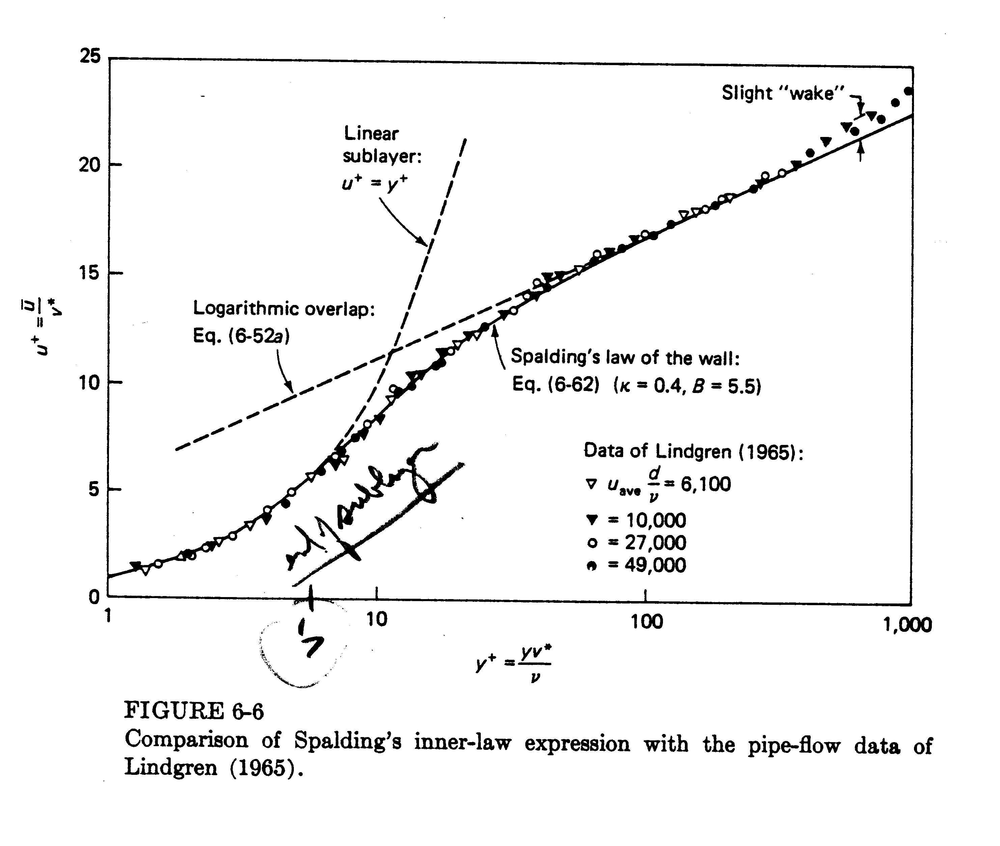 25
20
15
10
5
0
1
10
100
1,000
u⁺ = ū / v*
y⁺ = yv* / ν
Linear
sublayer:
u⁺ = y⁺
Slight “wake”
Logarithmic overlap:
Eq. (6-52a)
Spalding's law of the wall:
Eq. (6-62) (κ = 0.4, B = 5.5)
Data of Lindgren (1965):
▽ u_ave d/ν = 6,100
▼ = 10,000
○ = 27,000
● = 49,000
FIGURE 6-6
Comparison of Spalding's inner-law expression with the pipe-flow data of
Lindgren (1965).